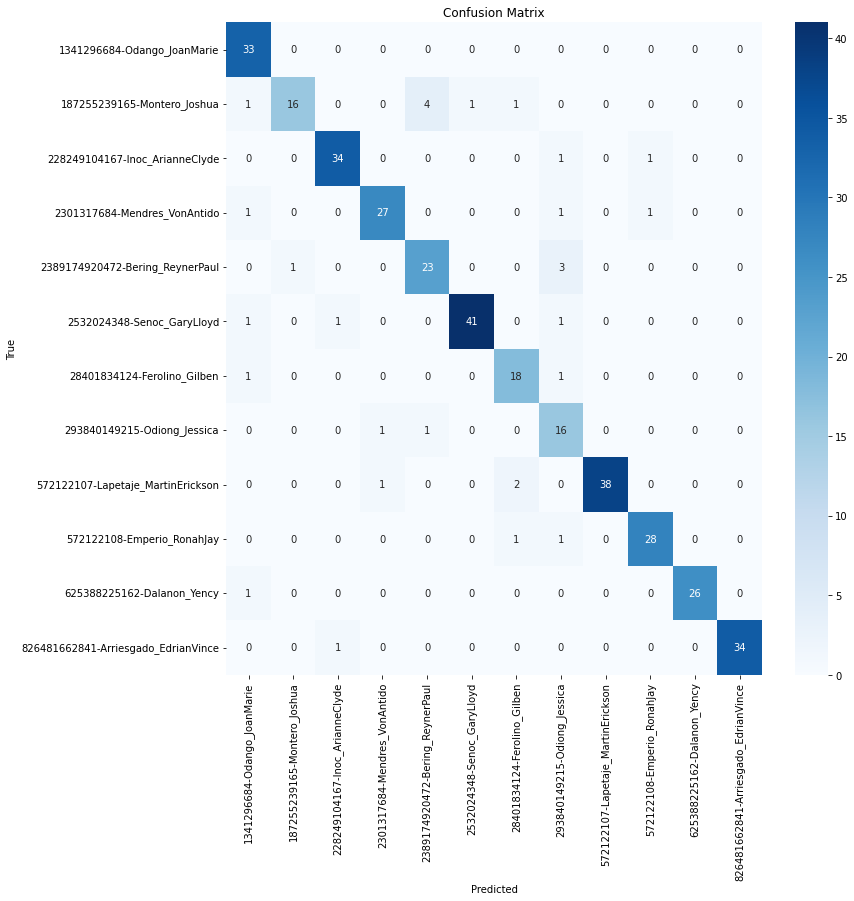 Confusion Matrix
1341296684-Odango_JoanMarie 33 0 0 0 0 0 0 0 0 0 0 0
187255239165-Montero_Joshua 1 16 0 0 4 1 1 0 0 0 0 0
228249104167-Inoc_ArianneClyde 0 0 34 0 0 0 0 1 0 1 0 0
2301317684-Mendres_VonAntido 1 0 0 27 0 0 0 1 0 1 0 0
2389174920472-Bering_ReynerPaul 0 1 0 0 23 0 0 3 0 0 0 0
2532024348-Senoc_GaryLloyd 1 0 1 0 0 41 0 1 0 0 0 0
28401834124-Ferolino_Gilben 1 0 0 0 0 0 18 1 0 0 0 0
293840149215-Odiong_Jessica 0 0 0 1 1 0 0 16 0 0 0 0
572122107-Lapetaje_MartinErickson 0 0 0 1 0 0 2 0 38 0 0 0
572122108-Emperio_RonahJay 0 0 0 0 0 0 1 1 0 28 0 0
625388225162-Dalanon_Yency 1 0 0 0 0 0 0 0 0 0 26 0
826481662841-Arriesgado_EdrianVince 0 0 1 0 0 0 0 0 0 0 0 34
True
1341296684-Odango_JoanMarie
187255239165-Montero_Joshua
228249104167-Inoc_ArianneClyde
2301317684-Mendres_VonAntido
2389174920472-Bering_ReynerPaul
2532024348-Senoc_GaryLloyd
28401834124-Ferolino_Gilben
293840149215-Odiong_Jessica
572122107-Lapetaje_MartinErickson
572122108-Emperio_RonahJay
625388225162-Dalanon_Yency
826481662841-Arriesgado_EdrianVince
Predicted
40
35
30
25
20
15
10
5
0